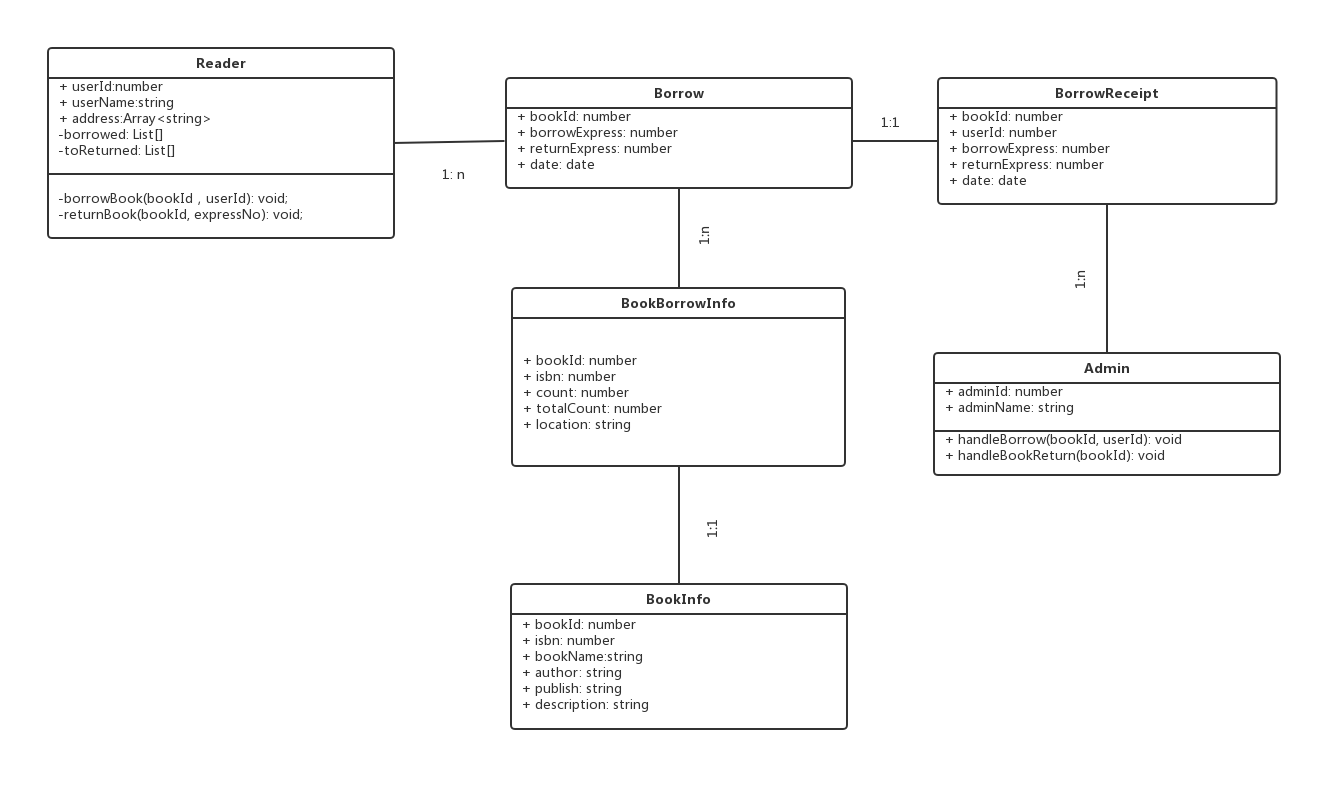 Reader
+ userId:number
+ userName:string
+ address:Array<string>
-borrowed: List[]
-toReturned: List[]
-borrowBook(bookId , userId): void;
-returnBook(bookId, expressNo): void;
1: n
Borrow
+ bookId: number
+ borrowExpress: number
+ returnExpress: number
+ date: date
1:1
BorrowReceipt
+ bookId: number
+ userId: number
+ borrowExpress: number
+ returnExpress: number
+ date: date
1:n
BookBorrowInfo
+ bookId: number
+ isbn: number
+ count: number
+ totalCount: number
+ location: string
1:n
Admin
+ adminId: number
+ adminName: string
+ handleBorrow(bookId, userId): void
+ handleBookReturn(bookId): void
1:1
BookInfo
+ bookId: number
+ isbn: number
+ bookName:string
+ author: string
+ publish: string
+ description: string